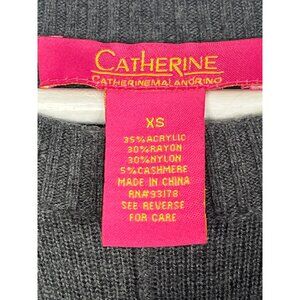 CATHERINE
CATHERINEMALANDRINO
XS
35%ACRYLIC
30%RAYON
30%NYLON
5%CASHMERE
MADE IN CHINA
RN#93178
SEE REVERSE
FOR CARE